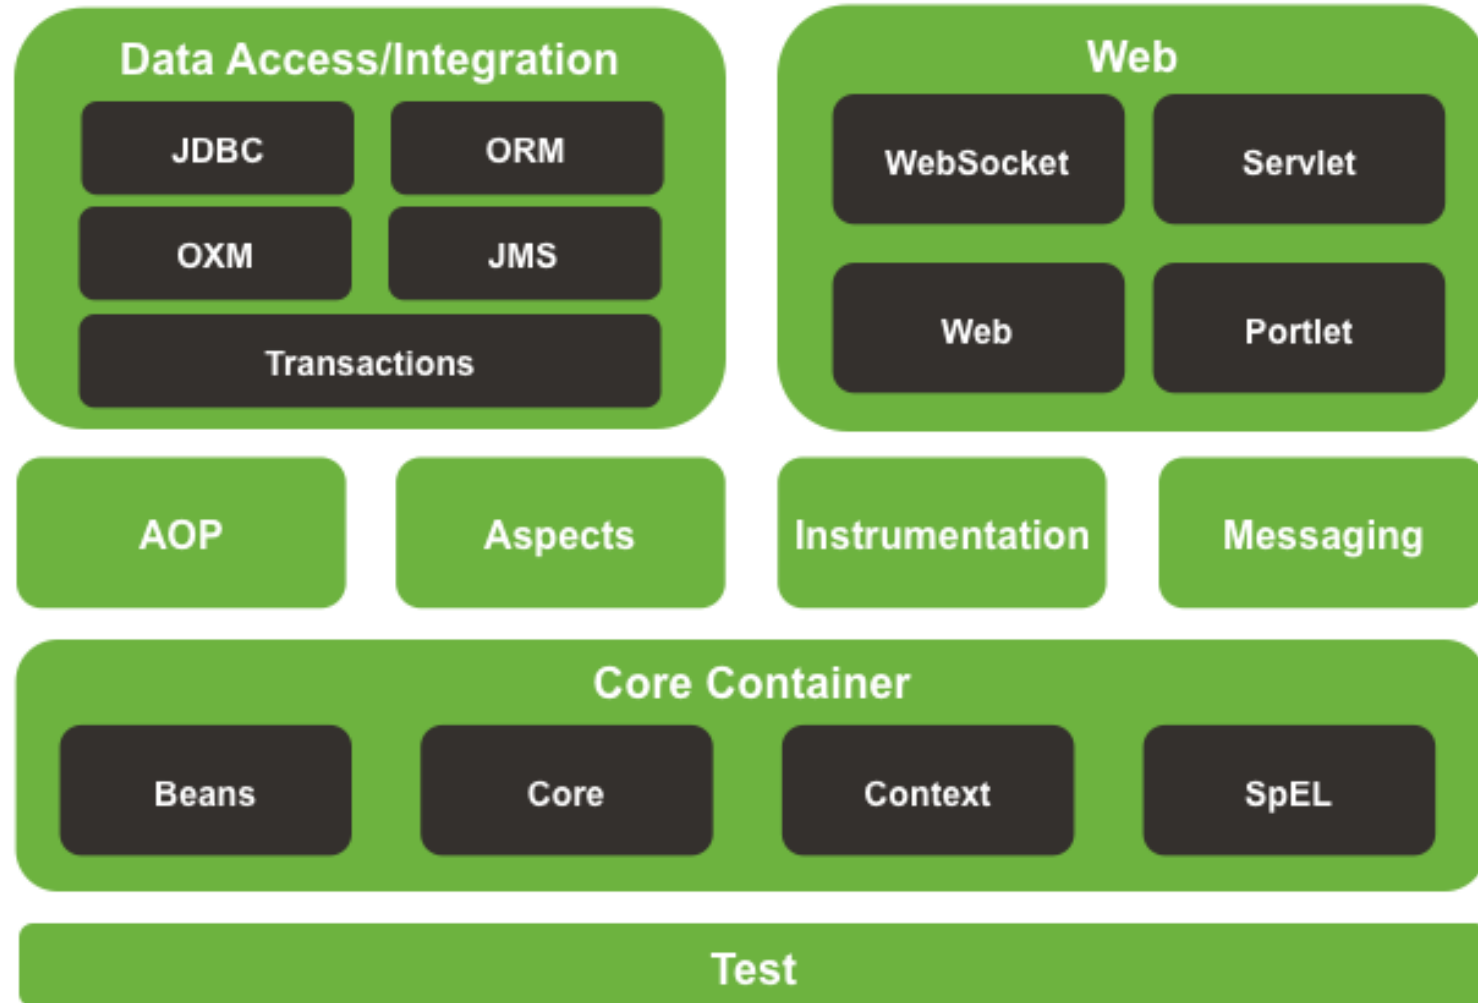 Data Access/Integration
JDBC
ORM
OXM
JMS
Transactions
Web
WebSocket
Servlet
Web
Portlet
AOP
Aspects
Instrumentation
Messaging
Core Container
Beans
Core
Context
SpEL
Test